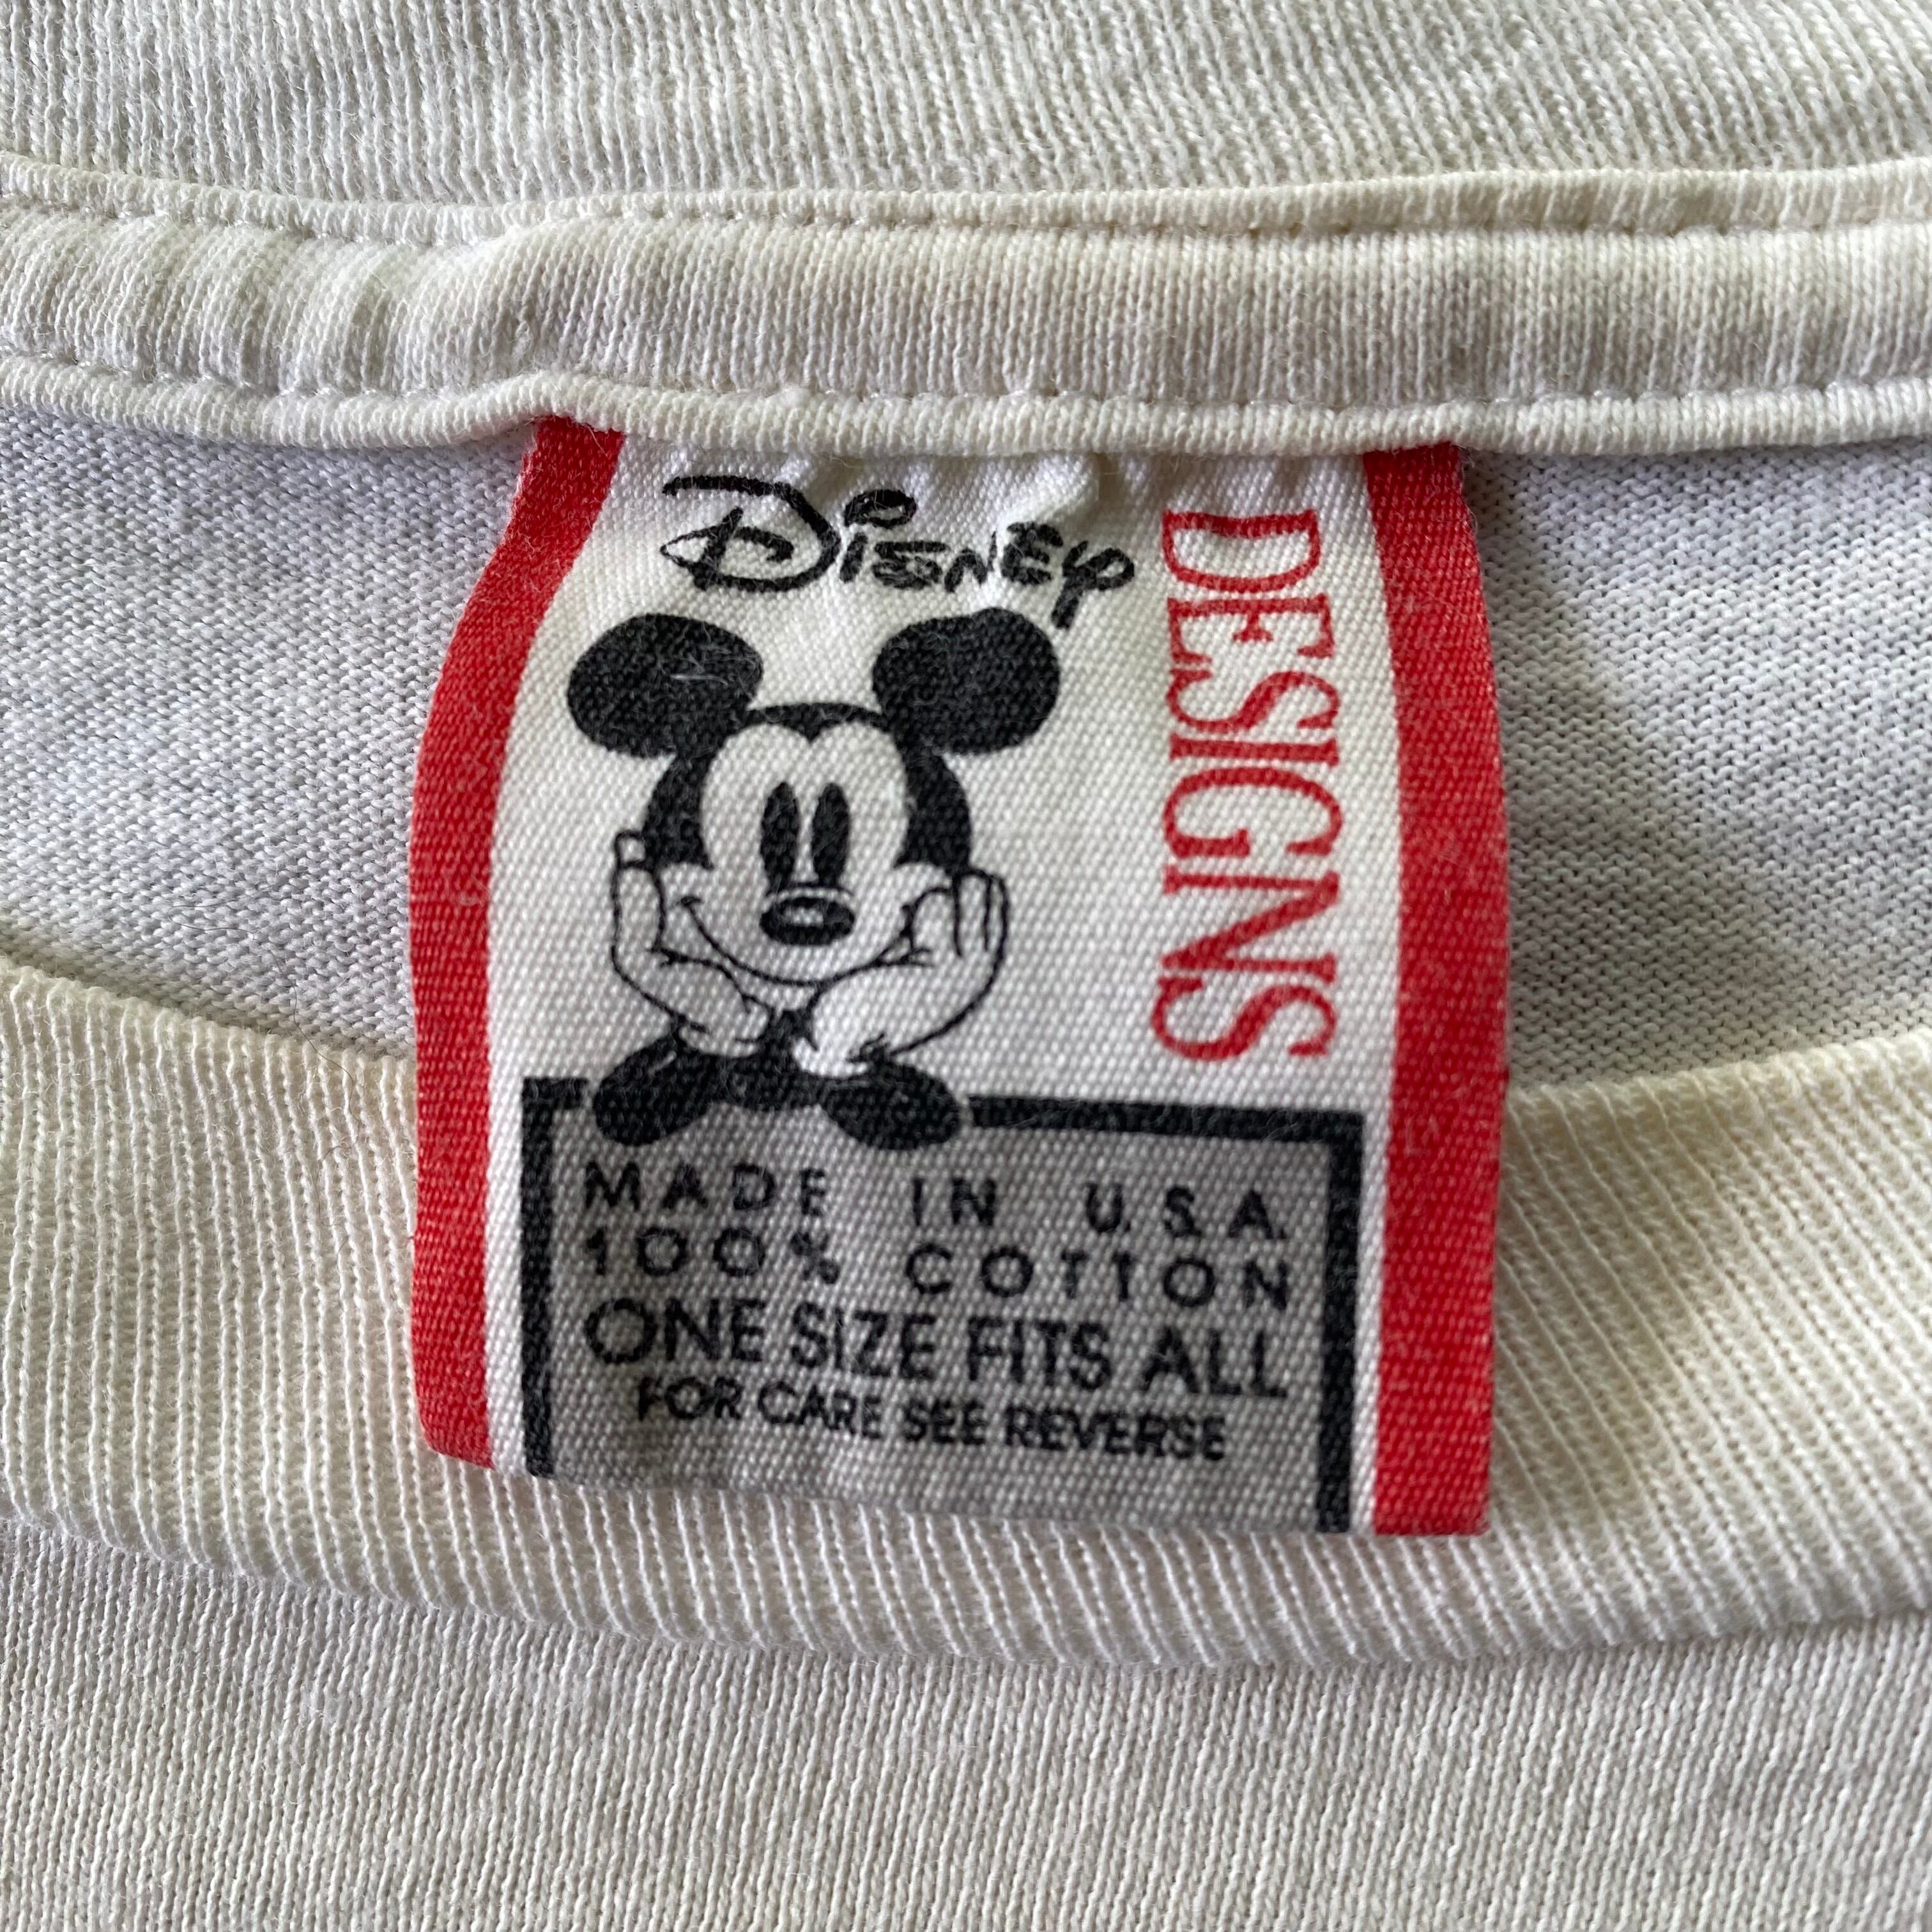 Disney
DESIGNS
MADE IN U.S.A.
100% COTTON
ONE SIZE FITS ALL
FOR CARE SEE REVERSE